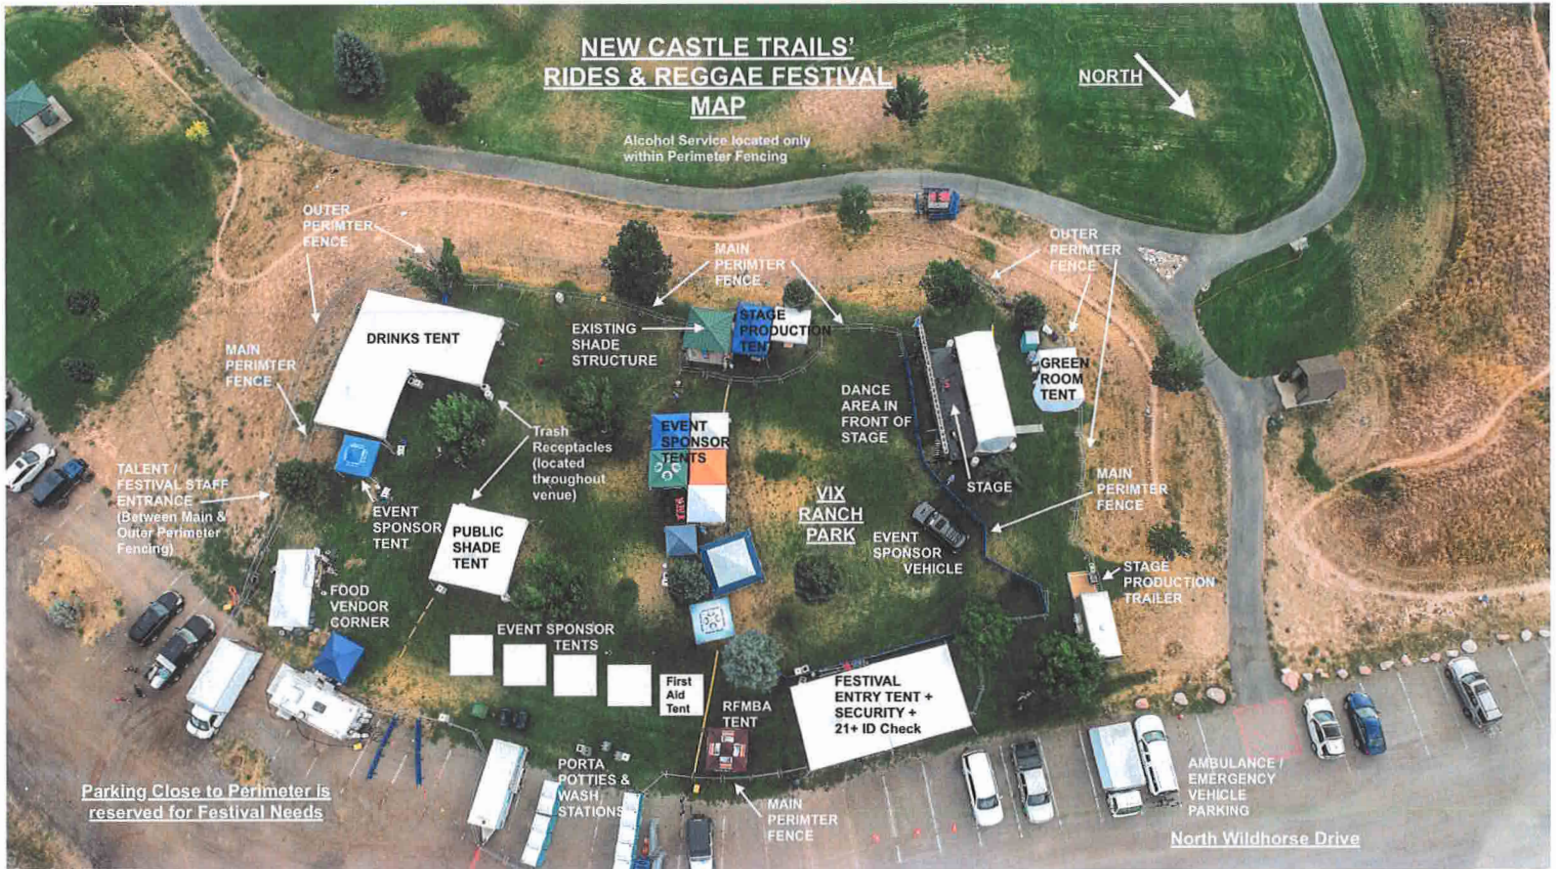 NEW CASTLE TRAILS'
RIDES & REGGAE FESTIVAL
MAP
Alcohol Service located only
within Perimeter Fencing
NORTH
OUTER
PERIMTER
FENCE
MAIN
PERIMTER
FENCE
OUTER
PERIMTER
FENCE
DRINKS TENT
EXISTING
SHADE
STRUCTURE
STAGE
PRODUCTION
TENT
MAIN
PERIMTER
FENCE
GREEN
ROOM
TENT
DANCE
AREA IN
FRONT OF
STAGE
Trash
Receptacles
(located
throughout
venue)
EVENT
SPONSOR
TENTS
TALENT /
FESTIVAL STAFF
ENTRANCE
(Between Main &
Outer Perimeter
Fencing)
STAGE
MAIN
PERIMTER
FENCE
VIX
RANCH
PARK
EVENT
SPONSOR
TENT
PUBLIC
SHADE
TENT
EVENT
SPONSOR
VEHICLE
STAGE
PRODUCTION
TRAILER
FOOD
VENDOR
CORNER
EVENT SPONSOR
TENTS
First
Aid
Tent
RFMBA
TENT
FESTIVAL
ENTRY TENT +
SECURITY +
21+ ID Check
PORTA
POTTIES &
WASH
STATIONS
MAIN
PERIMTER
FENCE
AMBULANCE /
EMERGENCY
VEHICLE
PARKING
Parking Close to Perimeter is
reserved for Festival Needs
North Wildhorse Drive